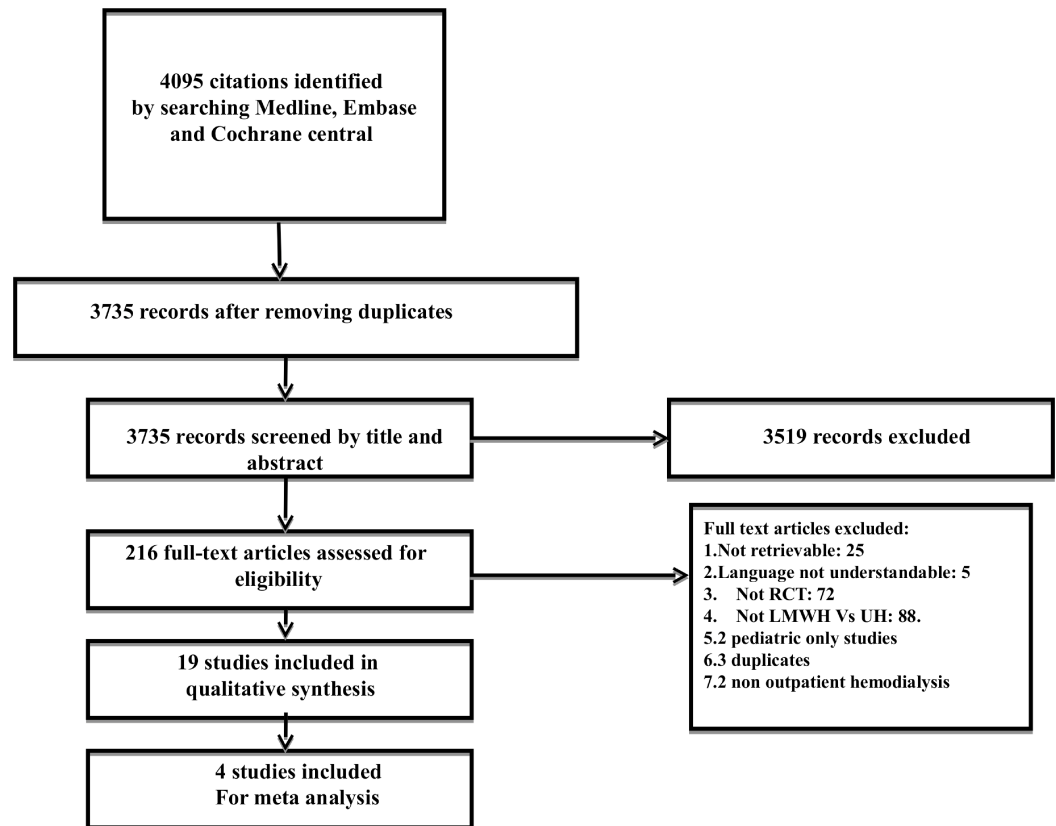 4095 citations identified
by searching Medline, Embase
and Cochrane central
3735 records after removing duplicates
3735 records screened by title and
abstract
3519 records excluded
216 full-text articles assessed for
eligibility
Full text articles excluded:
1.Not retrievable: 25
2.Language not understandable: 5
3. Not RCT: 72
4. Not LMWH Vs UH: 88.
5.2 pediatric only studies
6.3 duplicates
7.2 non outpatient hemodialysis
19 studies included in
qualitative synthesis
4 studies included
For meta analysis